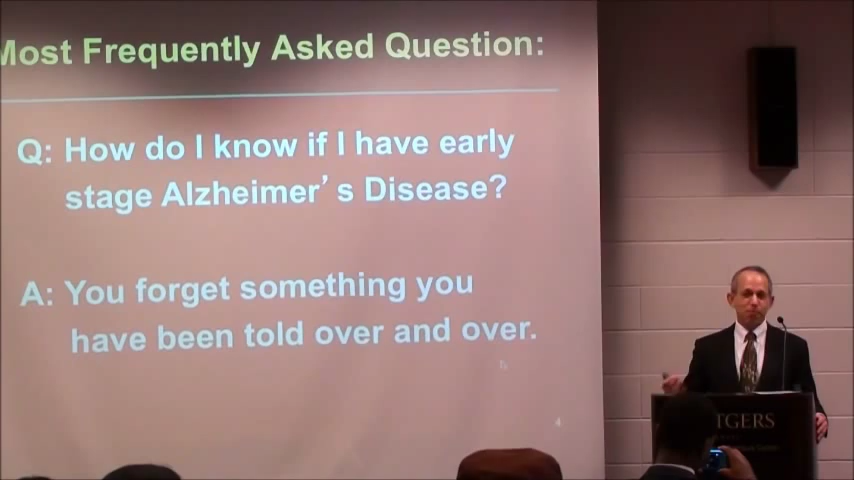 Most Frequently Asked Question:
Q: How do I know if I have early
stage Alzheimer's Disease?
A: You forget something you
have been told over and over.
4
TGERS